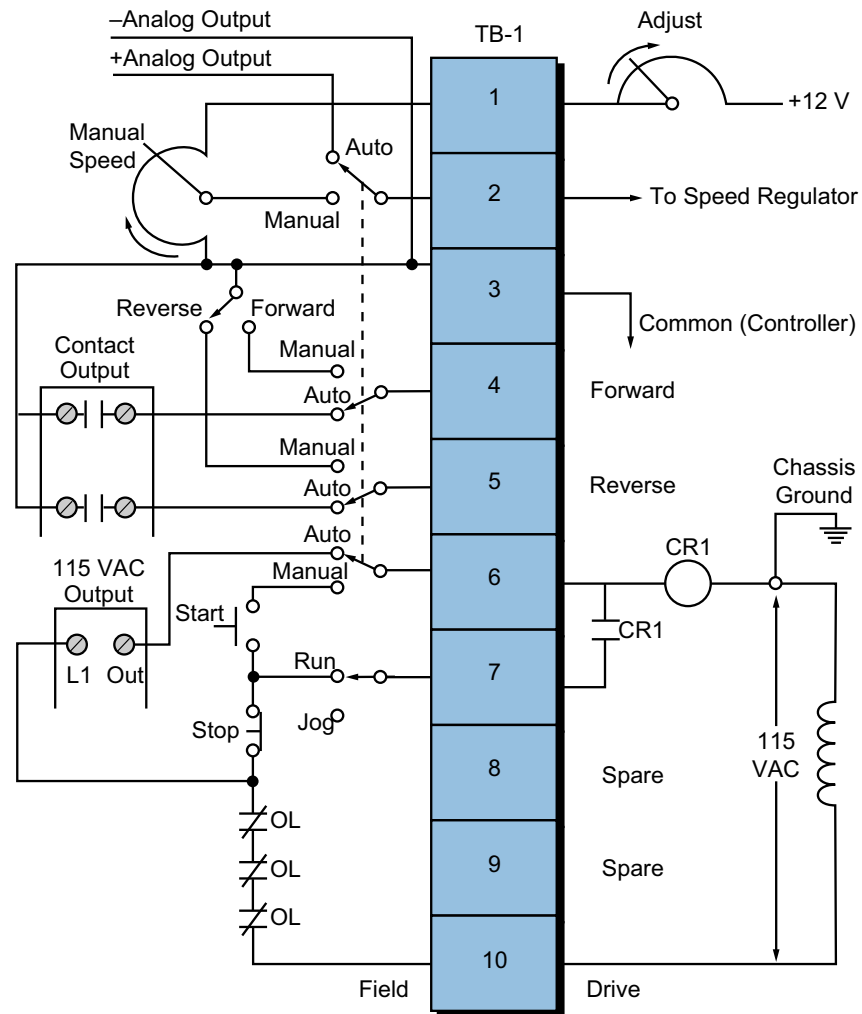 –Analog Output
TB-1
Adjust
+Analog Output
1
+12 V
Manual
Speed
Auto
2
To Speed Regulator
Manual
3
Reverse
Forward
Common (Controller)
Contact
Output
Manual
4
Forward
Auto
Manual
5
Reverse
Chassis
Ground
Auto
Auto
115 VAC
Output
Manual
6
CR1
Start
CR1
L1
Out
Run
7
Stop
Jog
115
VAC
8
Spare
OL
OL
9
Spare
OL
10
Field
Drive